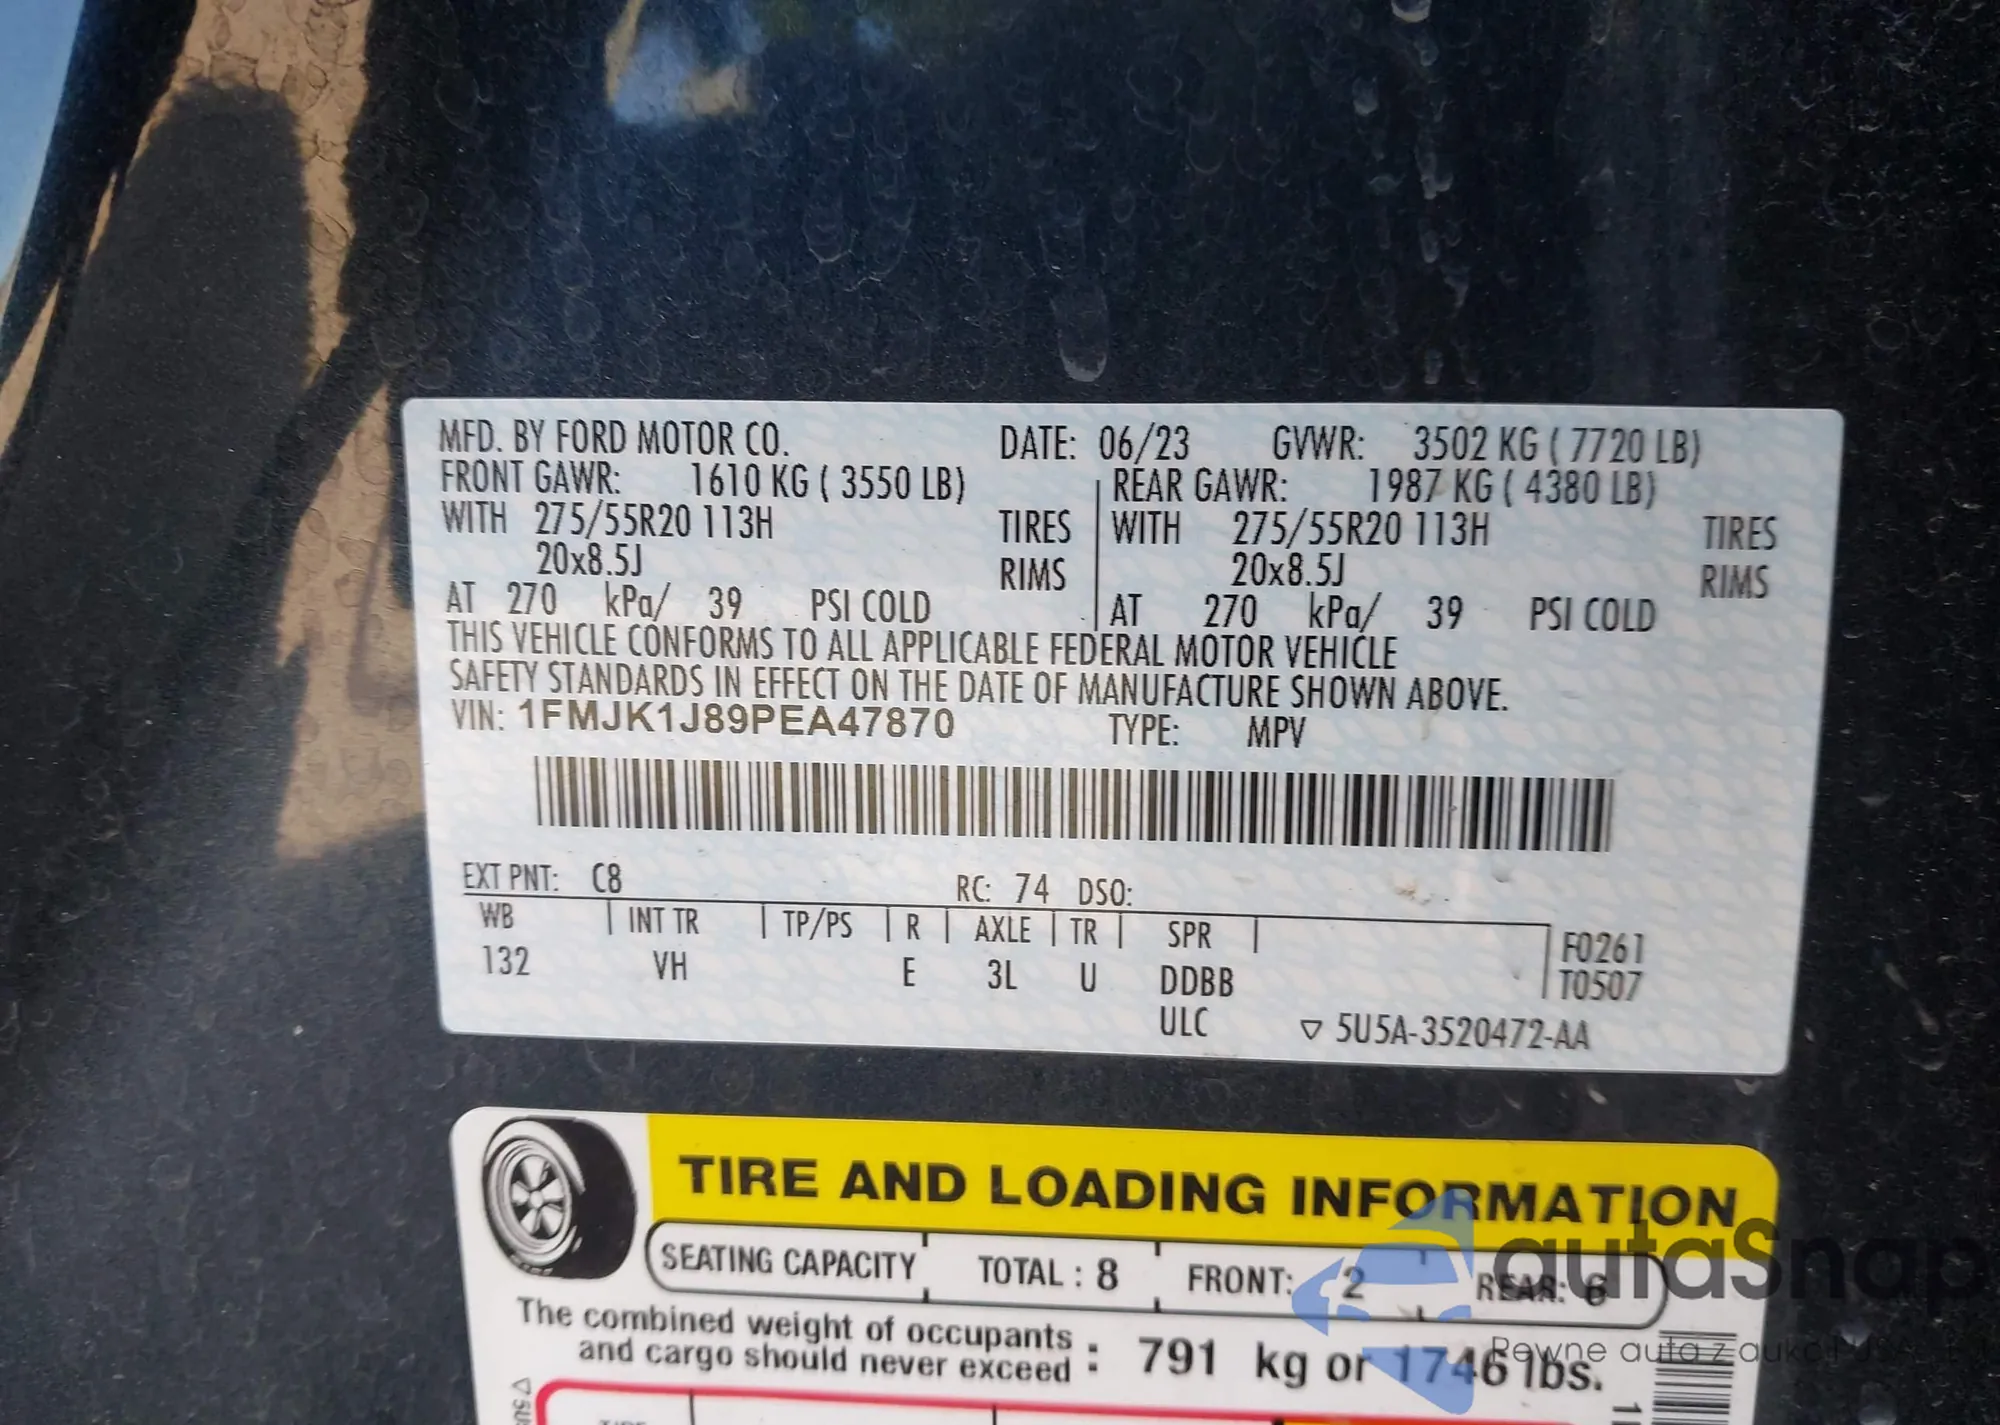 MFD. BY FORD MOTOR CO. DATE: 06/23 GVWR: 3502 KG ( 7720 LB)
FRONT GAWR: 1610 KG ( 3550 LB) REAR GAWR: 1987 KG ( 4380 LB)
WITH 275/55R20 113H TIRES WITH 275/55R20 113H TIRES
20x8.5J RIMS 20x8.5J RIMS
AT 270 kPa/ 39 PSI COLD AT 270 kPa/ 39 PSI COLD
THIS VEHICLE CONFORMS TO ALL APPLICABLE FEDERAL MOTOR VEHICLE
SAFETY STANDARDS IN EFFECT ON THE DATE OF MANUFACTURE SHOWN ABOVE.
VIN: 1FMJK1J89PEA47870 TYPE: MPV
EXT PNT: C8 RC: 74 DSO:
WB INT TR TP/PS R AXLE TR SPR F0261
132 VH E 3L U DDBB T0507
ULC ▽ 5U5A-3520472-AA
TIRE AND LOADING INFORMATION
SEATING CAPACITY TOTAL : 8 FRONT: 2 REAR: 6
The combined weight of occupants
and cargo should never exceed : 791 kg or 1746 lbs.
autaSnap
Pewne auta z aukcji